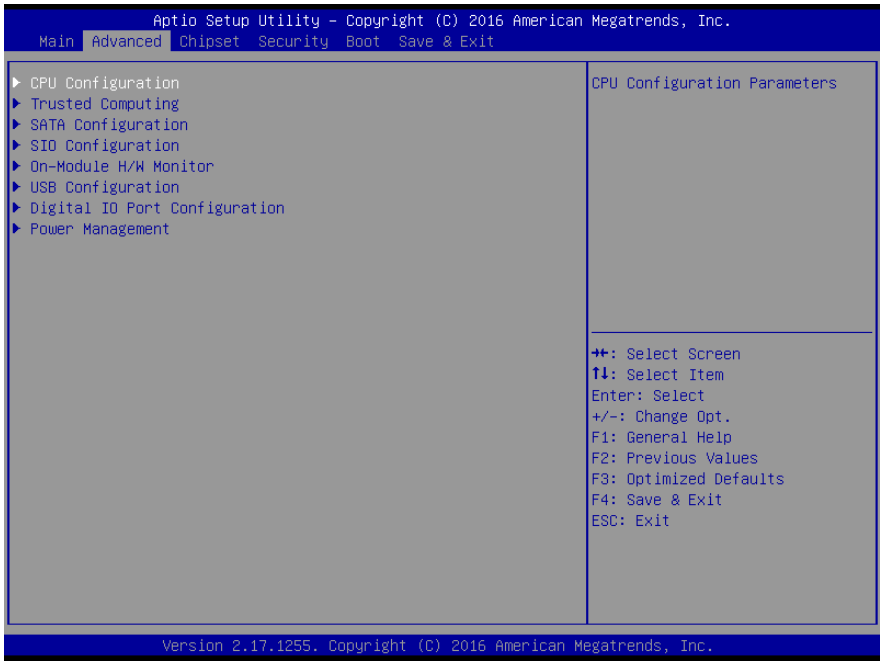 Aptio Setup Utility – Copyright (C) 2016 American Megatrends, Inc.
Main Advanced Chipset Security Boot Save & Exit
▶ CPU Configuration
▶ Trusted Computing
▶ SATA Configuration
▶ SIO Configuration
▶ On-Module H/W Monitor
▶ USB Configuration
▶ Digital IO Port Configuration
▶ Power Management
CPU Configuration Parameters
→←: Select Screen
↑↓: Select Item
Enter: Select
+/-: Change Opt.
F1: General Help
F2: Previous Values
F3: Optimized Defaults
F4: Save & Exit
ESC: Exit
Version 2.17.1255. Copyright (C) 2016 American Megatrends, Inc.